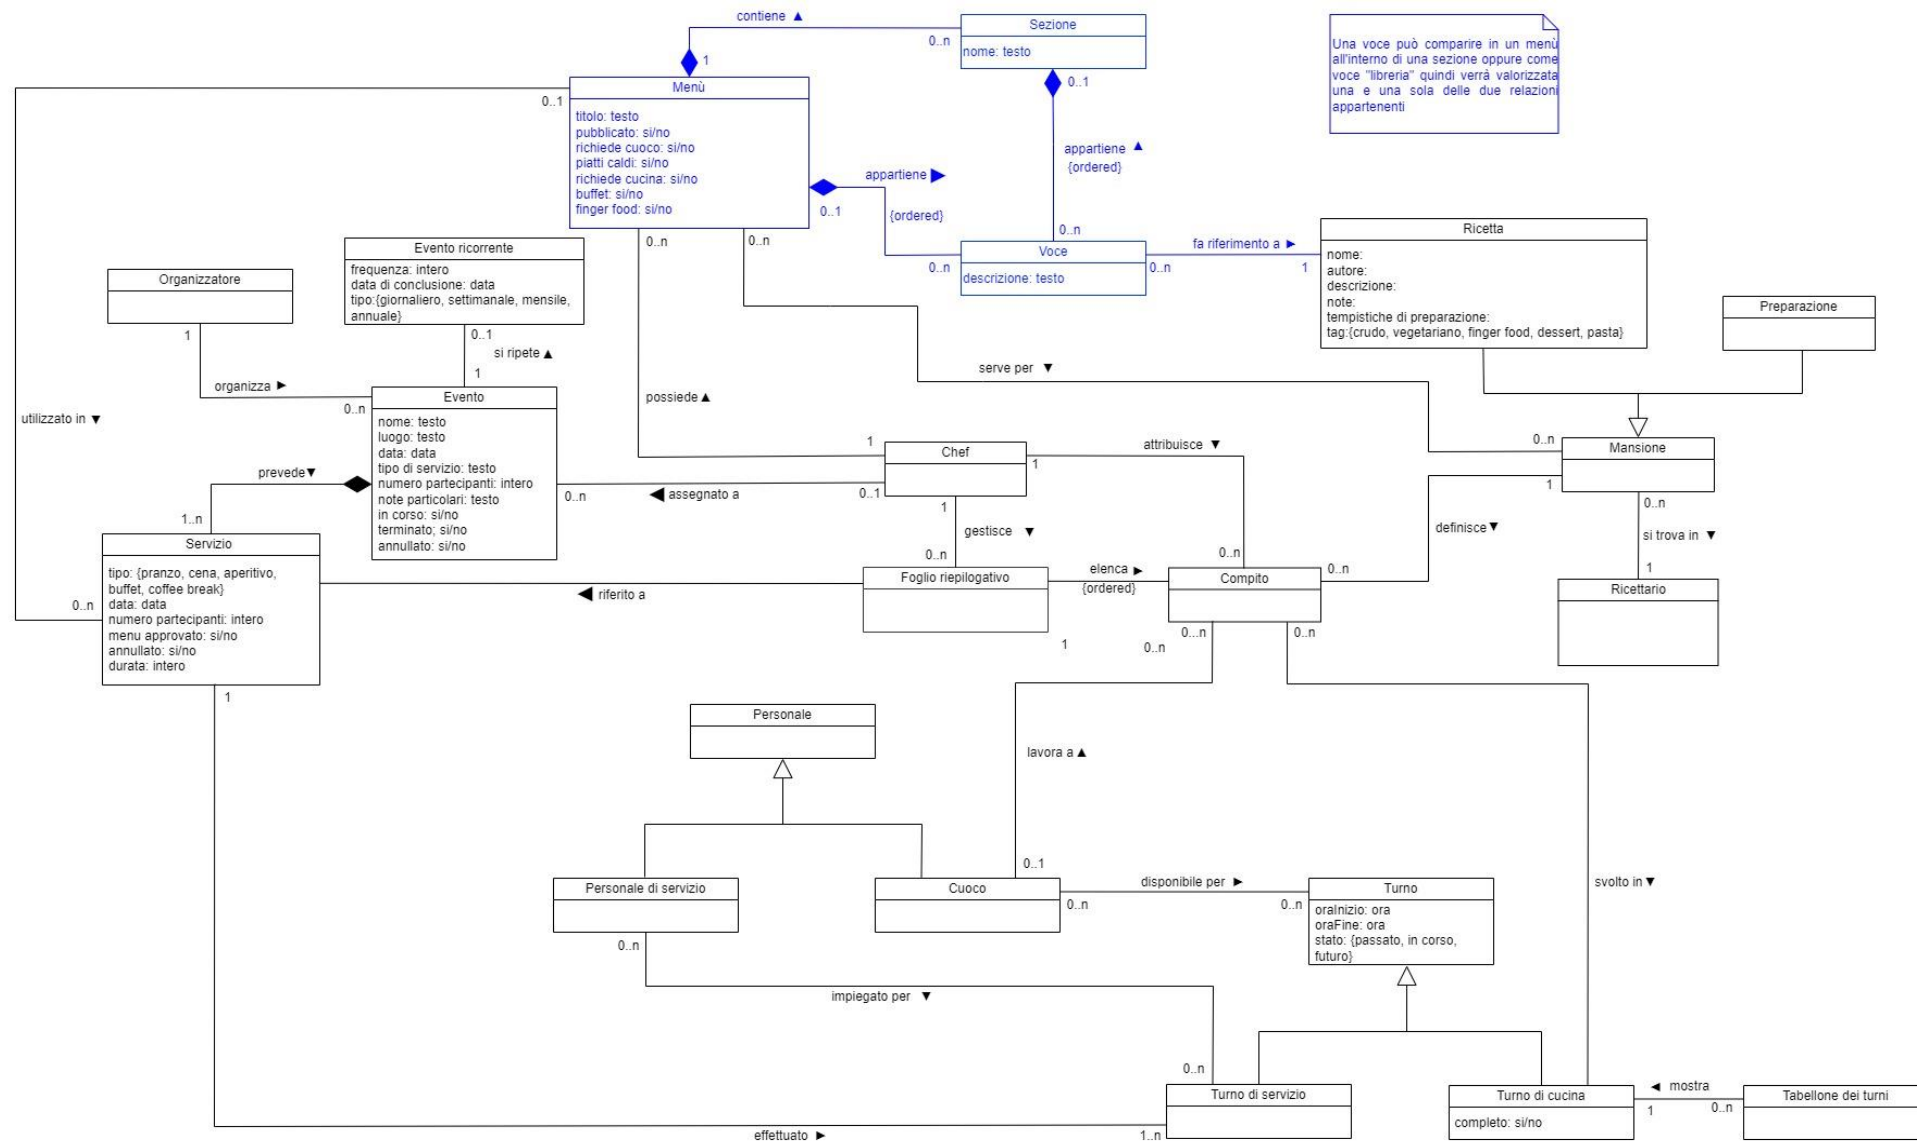 contiene ▲
0..n
1
Sezione
nome: testo
0..1
Una voce può comparire in un menù
all'interno di una sezione oppure come
voce "libreria" quindi verrà valorizzata
una e una sola delle due relazioni
appartenenti
0..1
Menù
titolo: testo
pubblicato: si/no
richiede cuoco: si/no
piatti caldi: si/no
richiede cucina: si/no
buffet: si/no
finger food: si/no
appartiene ▲
{ordered}
appartiene ►
0..1
{ordered}
0..n
0..n
Voce
descrizione: testo
fa riferimento a ►
0..n
1
Ricetta
nome:
autore:
descrizione:
note:
tempistiche di preparazione:
tag:{crudo, vegetariano, finger food, dessert, pasta}
Preparazione
0..n
0..n
Evento ricorrente
frequenza: intero
data di conclusione: data
tipo:{giornaliero, settimanale, mensile,
annuale}
Organizzatore
1
0..1
si ripete ▲
1
organizza ►
0..n
serve per ▼
possiede ▲
utilizzato in ▼
Evento
nome: testo
luogo: testo
data: data
tipo di servizio: testo
numero partecipanti: intero
note particolari: testo
in corso: si/no
terminato; si/no
annullato: si/no
1
Chef
attribuisce ▼
1
0..n
Mansione
1
prevede▼
1..n
0..n
◄ assegnato a
0..1
1
gestisce ▼
0..n
0..n
definisce▼
0..n
si trova in ▼
1
Servizio
tipo: {pranzo, cena, aperitivo,
buffet, coffee break}
data: data
numero partecipanti: intero
menu approvato: si/no
annullato: si/no
durata: intero
0..n
◄ riferito a
Foglio riepilogativo
elenca ►
{ordered}
Compito
0..n
Ricettario
1
0..n
0...n
0..n
1
Personale
lavora a ▲
0..1
Personale di servizio
Cuoco
disponibile per ►
0..n
0..n
Turno
oraInizio: ora
oraFine: ora
stato: {passato, in corso,
futuro}
svolto in ▼
0..n
impiegato per ▼
0..n
Turno di servizio
Turno di cucina
completo: si/no
◄ mostra
1
0..n
Tabellone dei turni
effettuato ►
1..n